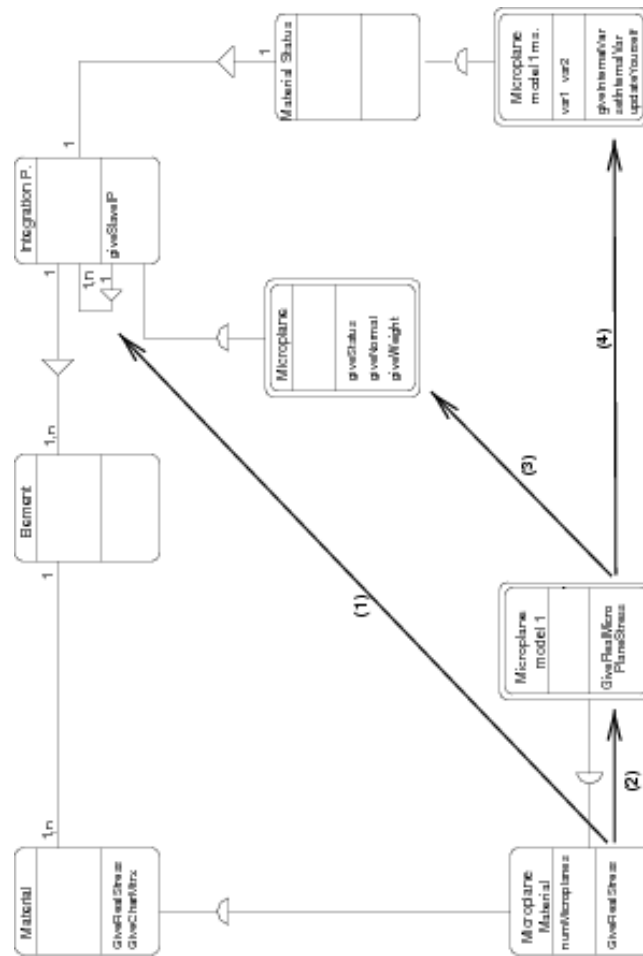 Material
GiveRealStress
GiveCharMtrx
1,n
1
Element
1,n
1
Integration P.
giveSlaveIP
1
1,n
1
1
Material Status
Microplane
giveStatus
giveNormal
giveWeight
(1)
(3)
(4)
(2)
Microplane
Material
numMicroplanes
GiveRealStress
Microplane
model 1
GiveRealMicro
PlaneStress
Microplane
model 1 ms.
var1 var2
giveInternalVar
setInternalVar
updateYourself